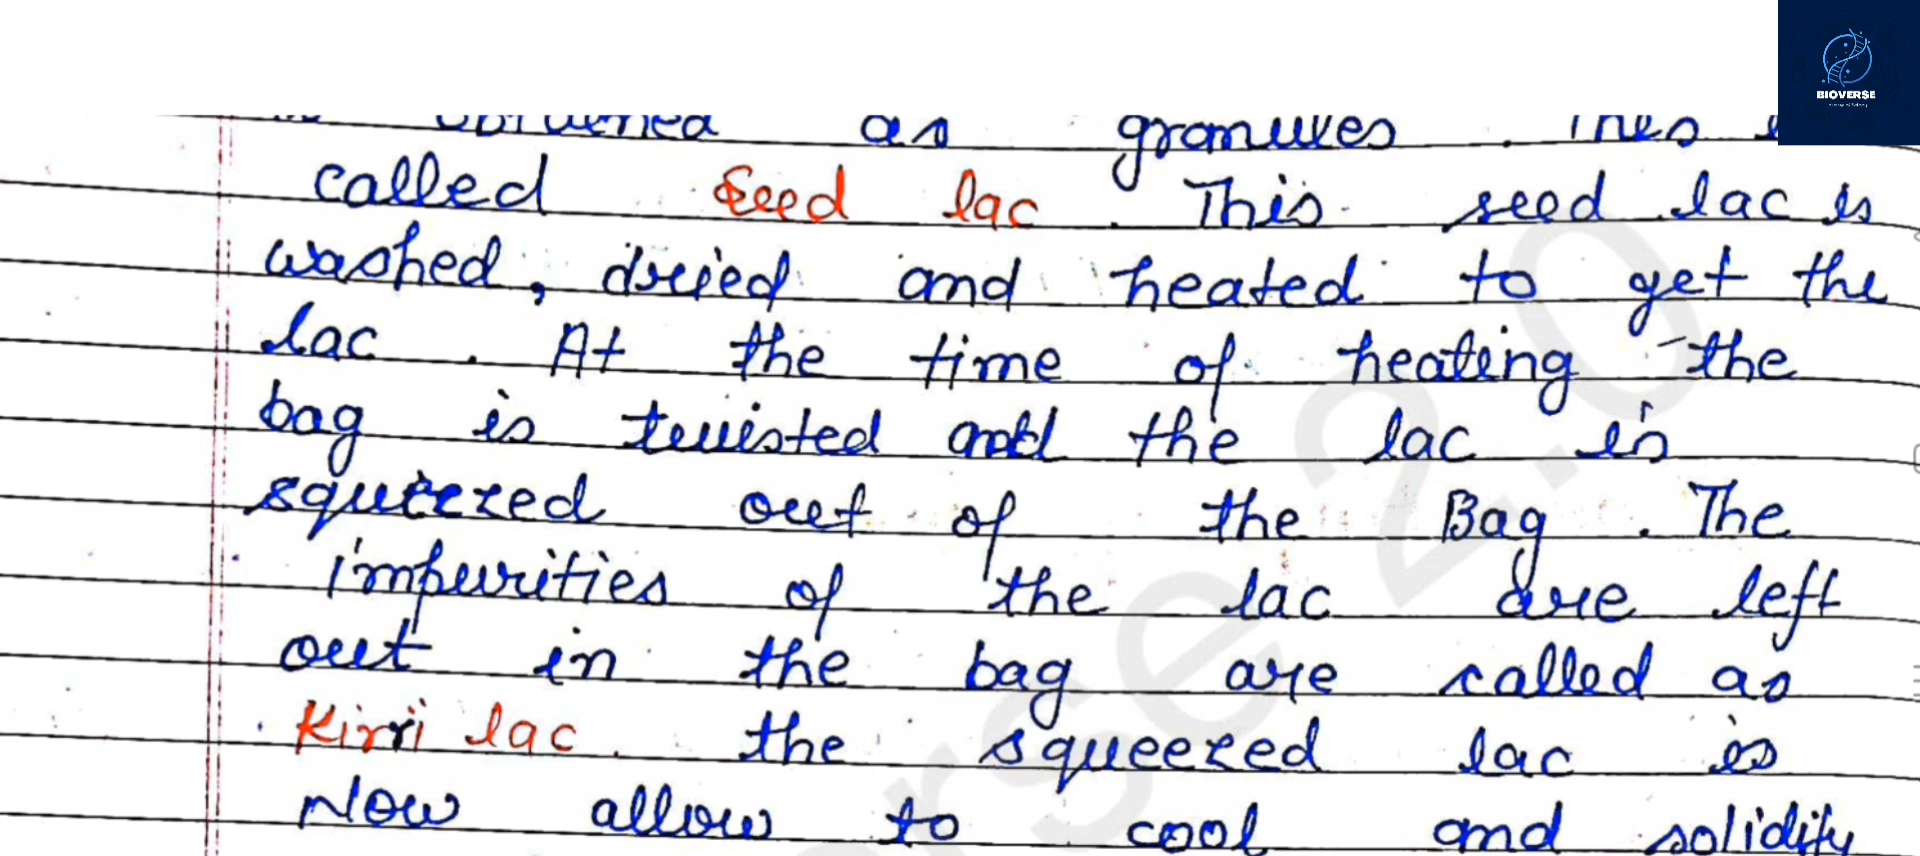 BIOVERSE
obtained as granules. This
called Seed lac. This seed lac is
washed, dried and heated to get the
lac. At the time of heating the
bag is twisted and the lac is
squeezed out of the Bag. The
impurities of the lac are left
out in the bag are called as
Kirri lac. the squeezed lac is
Now allow to cool and solidify